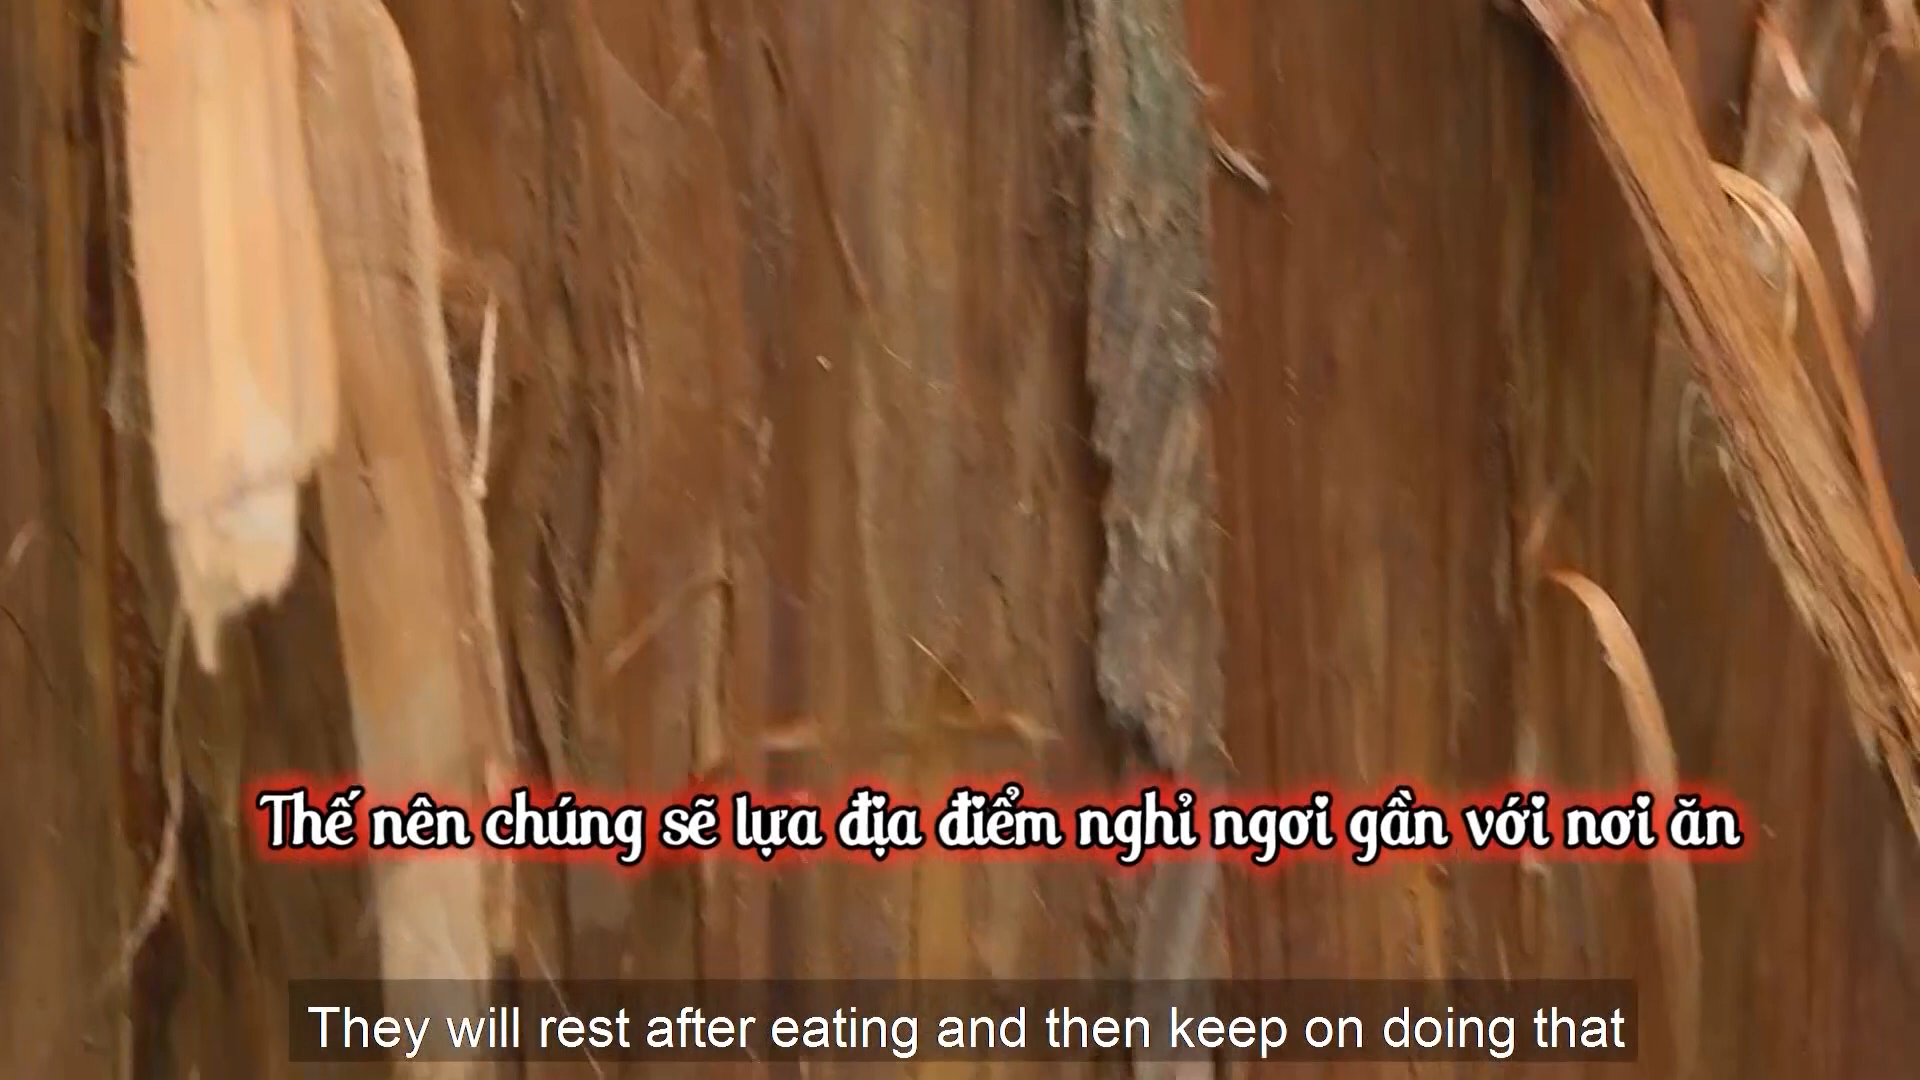 Thế nên chúng sẽ lựa địa điểm nghỉ ngơi gần với nơi ăn
They will rest after eating and then keep on doing that